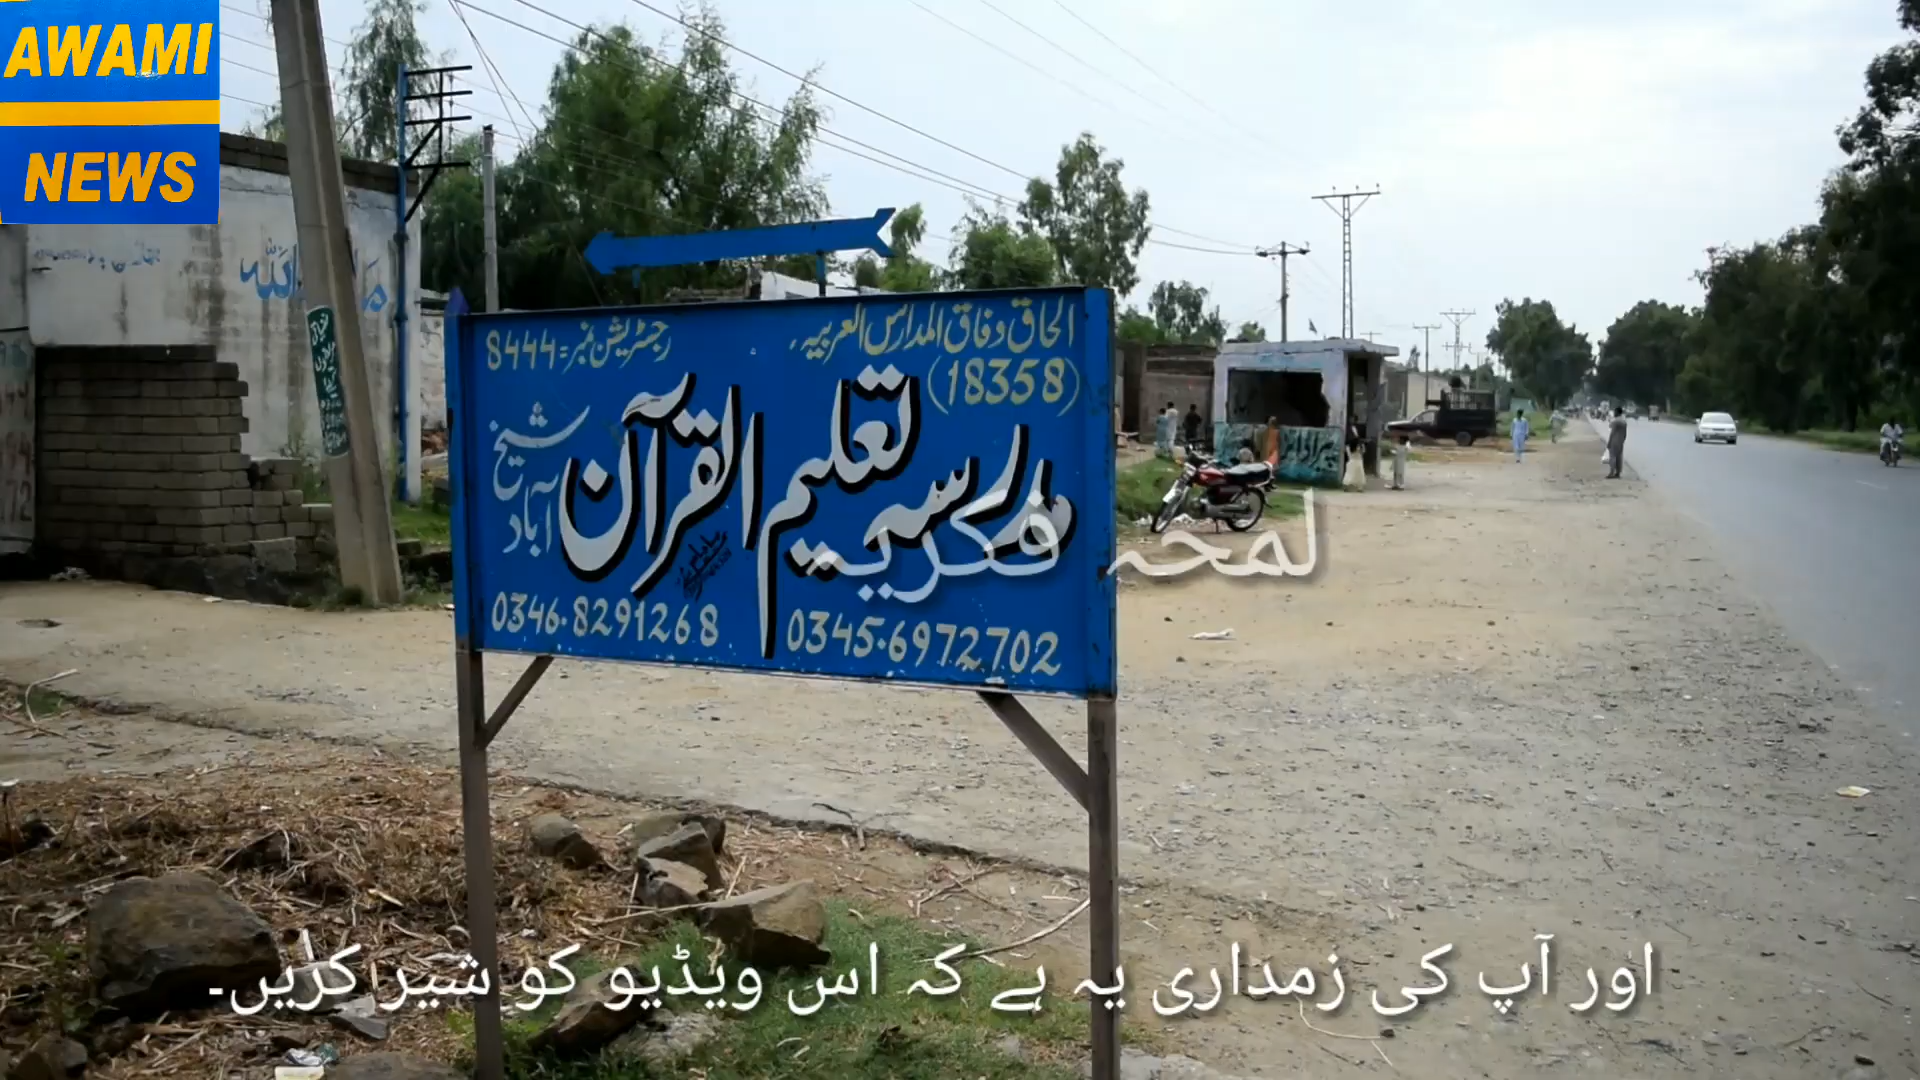 AWAMI
NEWS
ماشاءاللہ
الحاق وفاق المدارس العربیہ،
(18358)
رجسٹریشن نمبر=8444
مدرسہ تعلیم القرآن
شیخ آباد
0346.8291268
0345.6972702
لمحہ فکریہ
اور آپ کی زمداری یہ ہے کہ اس ویڈیو کو شیر کریں۔